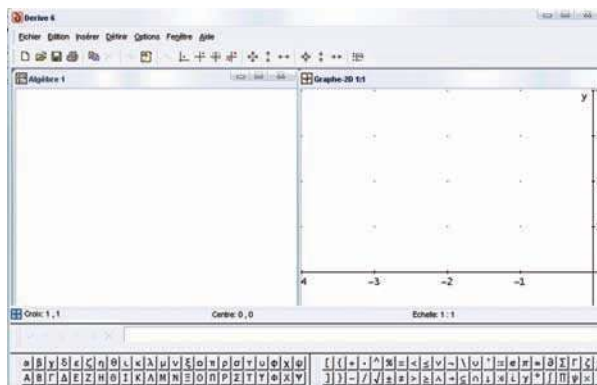 Derive 6
Fichier Edition Insérer Définir Options Fenêtre Aide
Algèbre 1
Graphe-2D 1:1
y
4 -3 -2 -1
Croix: 1 , 1 Centre: 0 , 0 Echelle: 1 : 1
α β γ δ ε ζ η θ ι κ λ μ ν ξ ο π ρ σ τ υ φ χ ψ
Α Β Γ Δ Ε Ζ Η Θ Ι Κ Λ Μ Ν Ξ Ο Π Ρ Σ Τ Υ Φ Χ Ψ